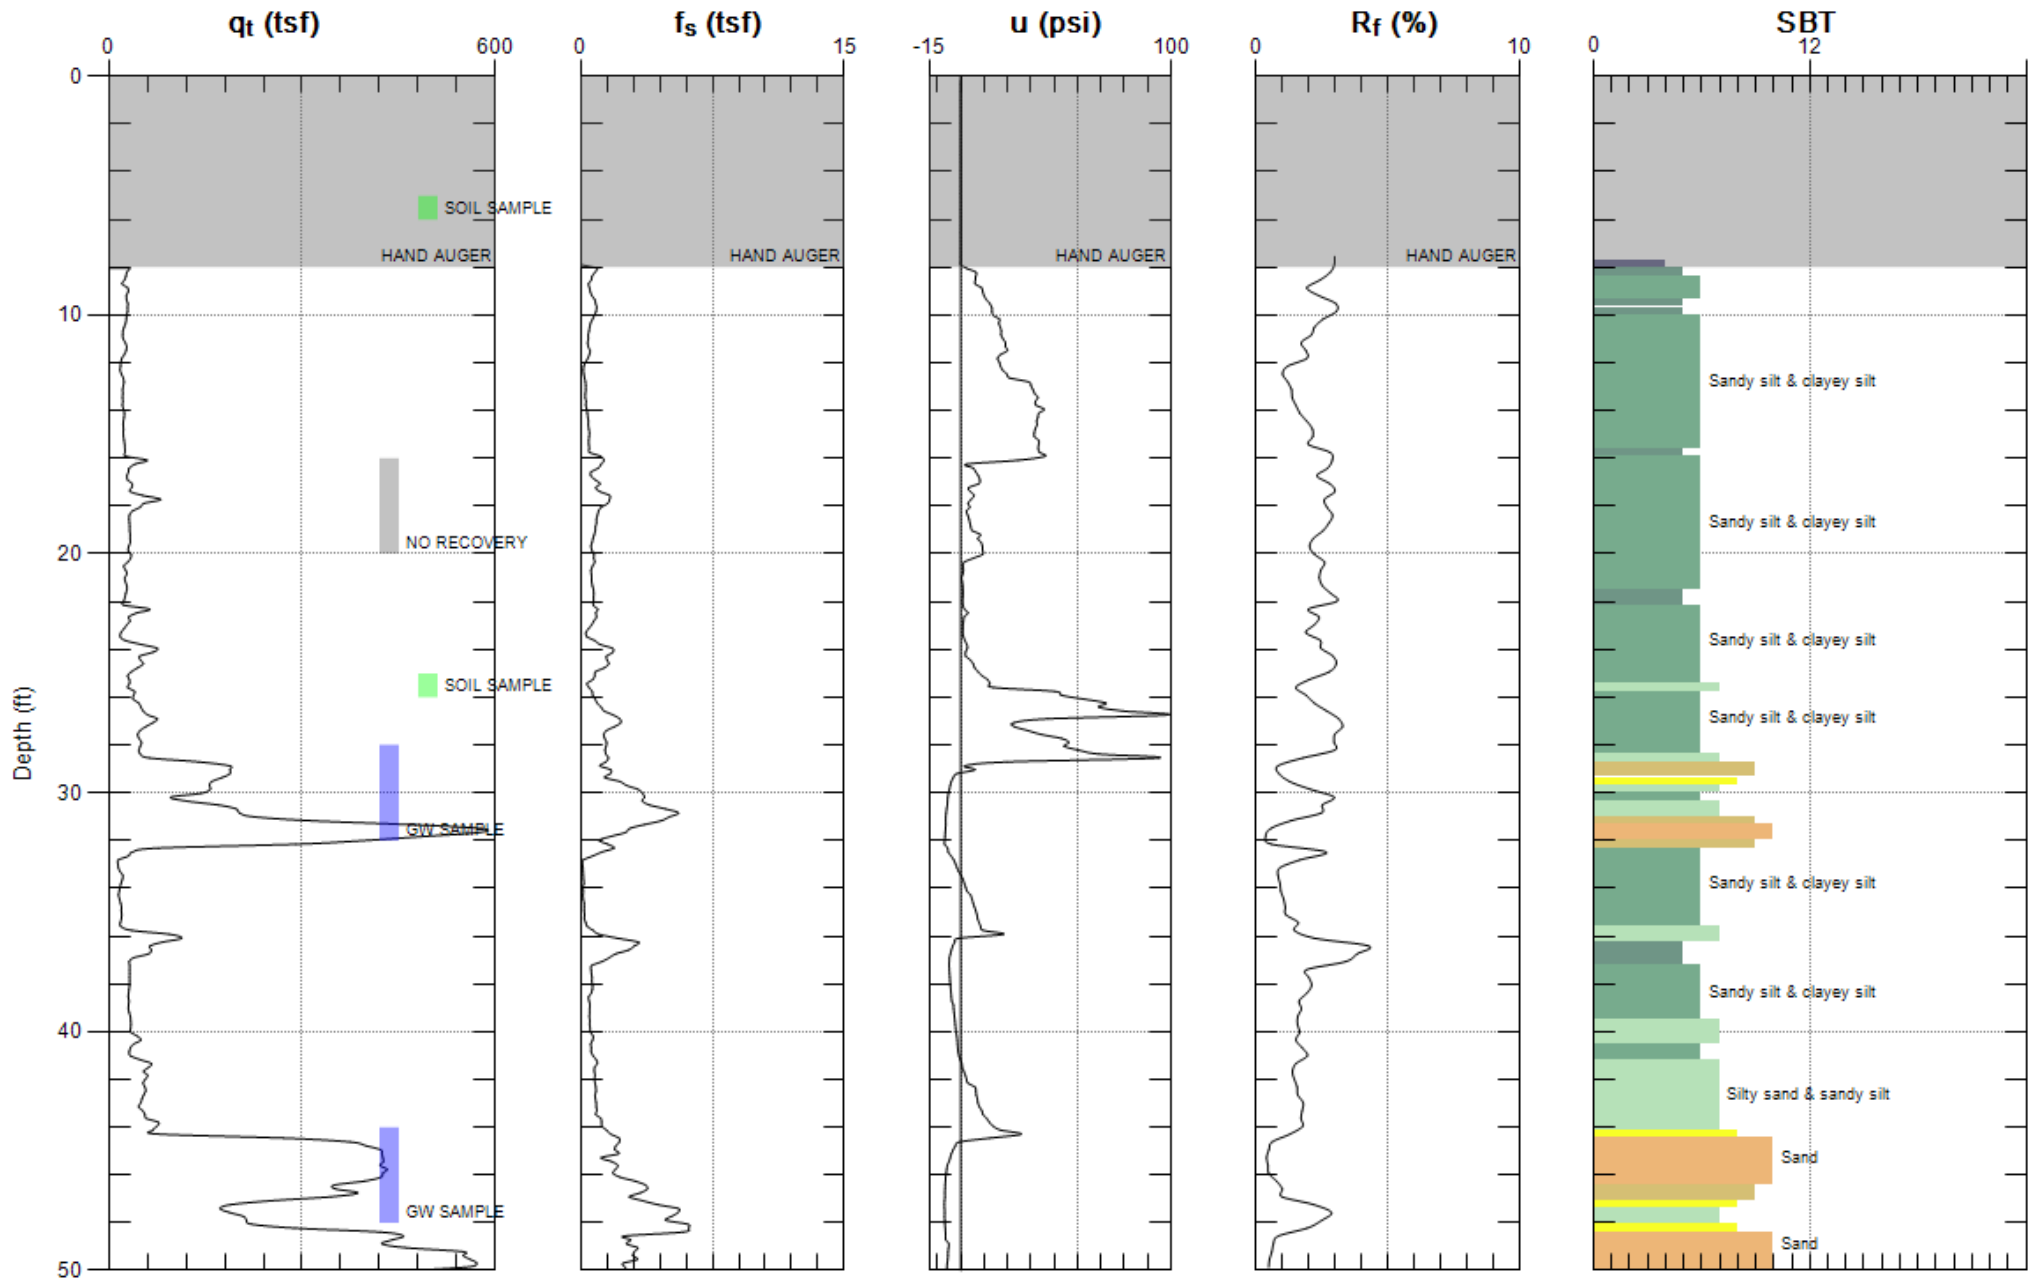 qt (tsf) fs (tsf) u (psi) Rf (%) SBT
0 600 0 15 -15 100 0 10 0 12
0
SOIL SAMPLE
HAND AUGER HAND AUGER HAND AUGER HAND AUGER
10
Sandy silt & clayey silt
Sandy silt & clayey silt
NO RECOVERY
20
Sandy silt & clayey silt
SOIL SAMPLE
Sandy silt & clayey silt
Depth (ft)
30
GW SAMPLE
Sandy silt & clayey silt
Sandy silt & clayey silt
40
Silty sand & sandy silt
Sand
GW SAMPLE
Sand
50